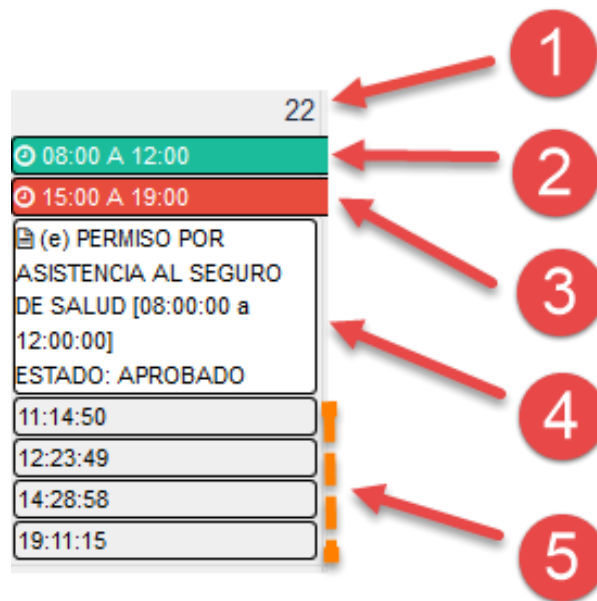 1
22
08:00 A 12:00
2
15:00 A 19:00
3
(e) PERMISO POR
ASISTENCIA AL SEGURO
DE SALUD [08:00:00 a
12:00:00]
ESTADO: APROBADO
4
11:14:50
12:23:49
14:28:58
19:11:15
5